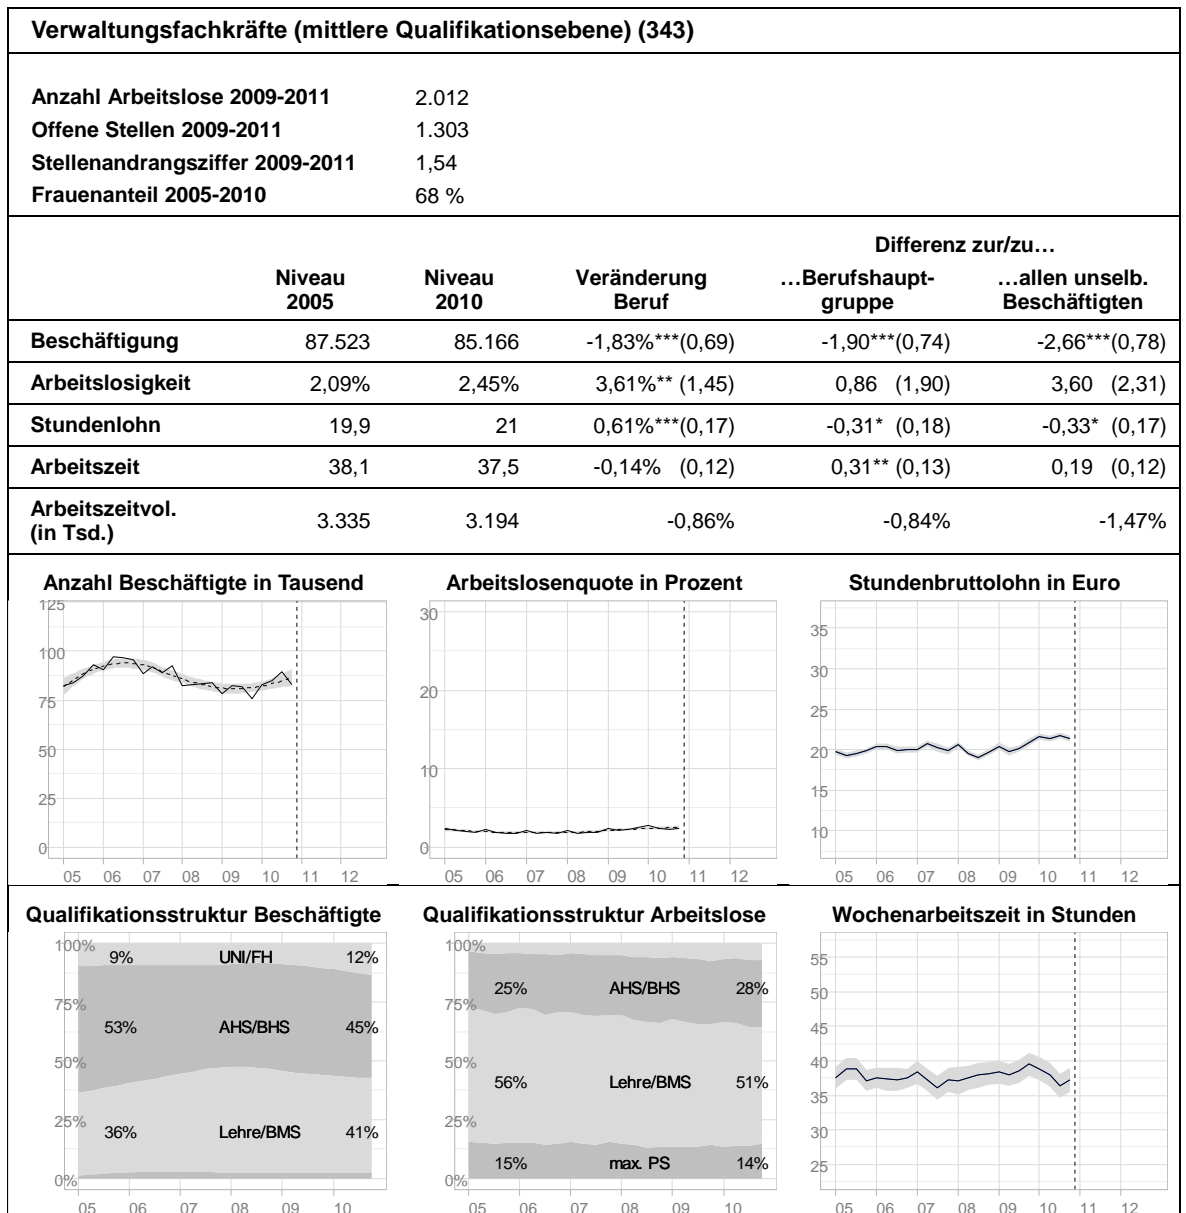 Verwaltungsfachkräfte (mittlere Qualifikationsebene) (343)
Anzahl Arbeitslose 2009-2011 2.012
Offene Stellen 2009-2011 1.303
Stellenandrangsziffer 2009-2011 1,54
Frauenanteil 2005-2010 68 %
Differenz zur/zu…
Niveau 2005 Niveau 2010 Veränderung Beruf …Berufshaupt-gruppe …allen unselb. Beschäftigten
Beschäftigung 87.523 85.166 -1,83%***(0,69) -1,90***(0,74) -2,66***(0,78)
Arbeitslosigkeit 2,09% 2,45% 3,61%** (1,45) 0,86 (1,90) 3,60 (2,31)
Stundenlohn 19,9 21 0,61%***(0,17) -0,31* (0,18) -0,33* (0,17)
Arbeitszeit 38,1 37,5 -0,14% (0,12) 0,31** (0,13) 0,19 (0,12)
Arbeitszeitvol. (in Tsd.) 3.335 3.194 -0,86% -0,84% -1,47%
Anzahl Beschäftigte in Tausend
125
100
75
50
25
0
05 06 07 08 09 10 11 12
Arbeitslosenquote in Prozent
30
20
10
0
05 06 07 08 09 10 11 12
Stundenbruttolohn in Euro
35
30
25
20
15
10
05 06 07 08 09 10 11 12
Qualifikationsstruktur Beschäftigte
100%
9% UNI/FH 12%
75%
53% AHS/BHS 45%
50%
25%
36% Lehre/BMS 41%
0%
05 06 07 08 09 10
Qualifikationsstruktur Arbeitslose
100%
25% AHS/BHS 28%
75%
50%
56% Lehre/BMS 51%
25%
15% max. PS 14%
0%
05 06 07 08 09 10
Wochenarbeitszeit in Stunden
55
50
45
40
35
30
25
05 06 07 08 09 10 11 12